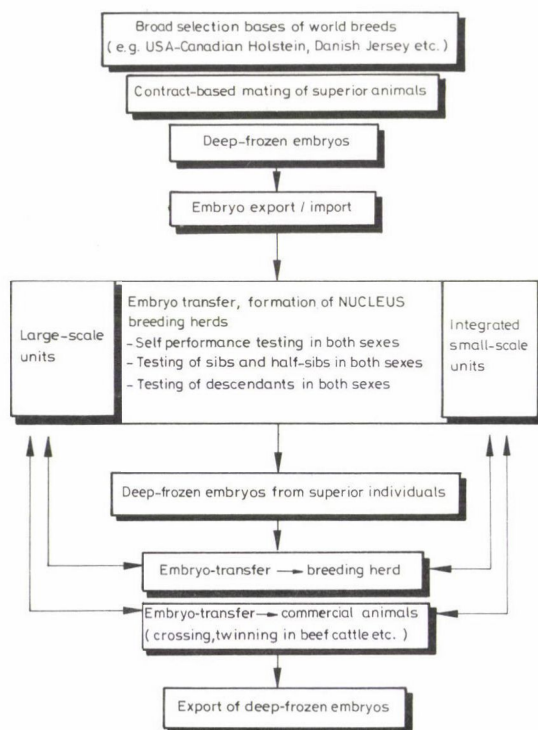 Broad selection bases of world breeds
( e.g. USA-Canadian Holstein, Danish Jersey etc.)
Contract-based mating of superior animals
Deep-frozen embryos
Embryo export / import
Large-scale
units
Embryo transfer, formation of NUCLEUS
breeding herds
- Self performance testing in both sexes
- Testing of sibs and half-sibs in both sexes
- Testing of descendants in both sexes
Integrated
small-scale
units
Deep-frozen embryos from superior individuals
Embryo-transfer → breeding herd
Embryo-transfer → commercial animals
( crossing, twinning in beef cattle etc. )
Export of deep-frozen embryos